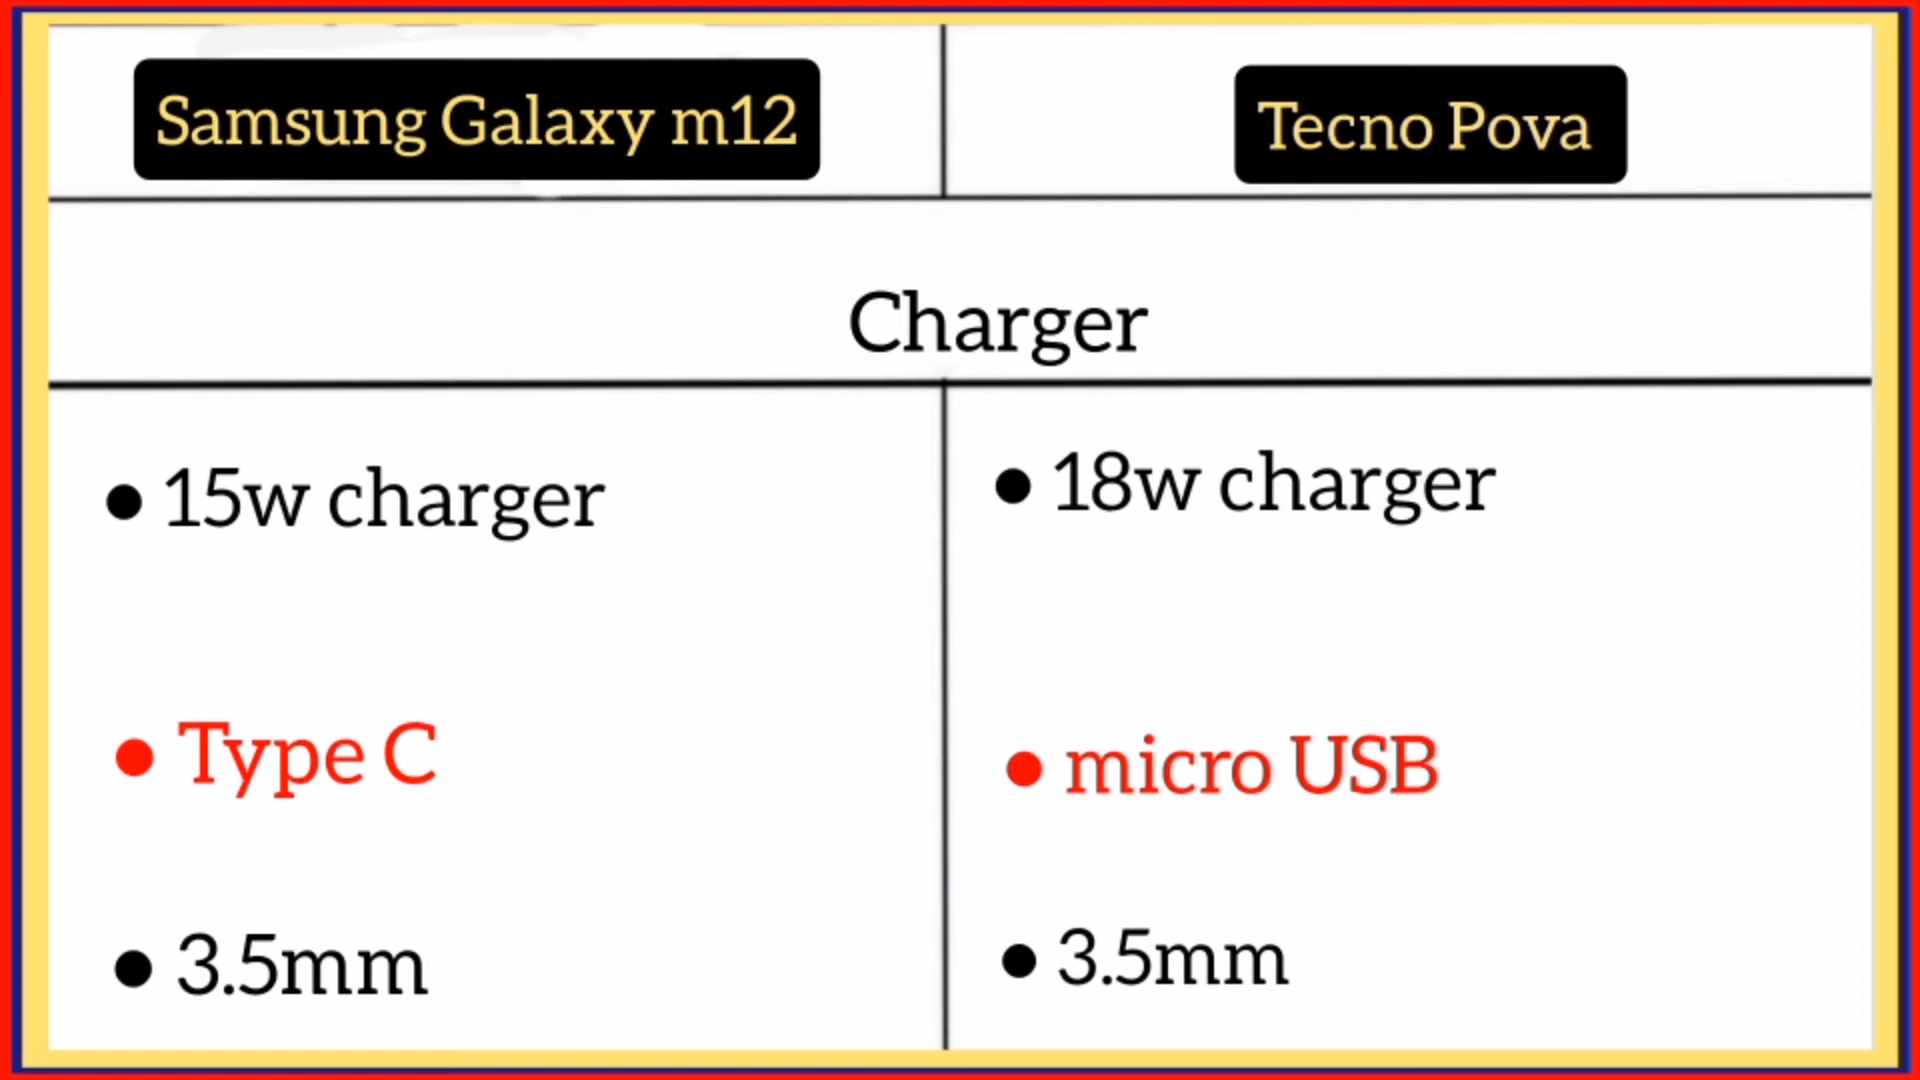 Samsung Galaxy m12
Tecno Pova
Charger
• 15w charger
• 18w charger
• Type C
• micro USB
• 3.5mm
• 3.5mm